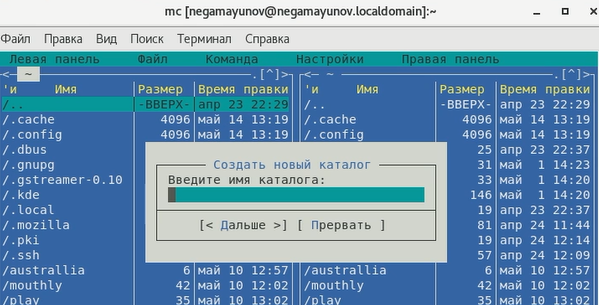 mc [negamayunov@negamayunov.localdomain]:~
Файл Правка Вид Поиск Терминал Справка
Левая панель Файл Команда Настройки Правая панель
<─ ~ .[^]> <─ ~ .[^]>
'и Имя Размер Время правки 'и Имя Размер Время правки
/.. -ВВЕРХ- апр 23 22:29 /.. -ВВЕРХ- апр 23 22:29
/.cache 4096 май 14 13:19 /.cache 4096 май 14 13:19
/.config 4096 май 14 13:19 /.config 4096 май 14 13:19
/.dbus 25 апр 23 22:37
/.gnupg 31 май 1 14:23
/.gstreamer-0.10 33 май 1 14:20
/.kde 146 май 1 14:20
/.local 19 апр 23 22:37
/.mozilla 81 апр 24 11:44
/.pki 19 апр 24 12:14
/.ssh 57 апр 24 12:09
Создать новый каталог
Введите имя каталога:
[< Дальше >] [ Прервать ]
/australlia 6 май 10 12:57 /australlia 6 май 10 12:57
/mouthly 42 май 10 12:56 /mouthly 42 май 10 12:56
/play 35 май 10 13:02 /play 35 май 10 13:02